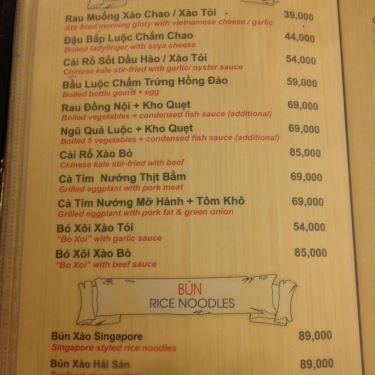 Rau Muống Xào Chao / Xào Tỏi 39,000
Stir fried morning glory with vietnamese cheese / garlic
Đậu Bắp Luộc Chấm Chao 44,000
Boiled ladyfinger with soya cheese
Cải Rổ Sốt Dầu Hào / Xào Tỏi 54,000
Chinese kale stir-fried with garlic/ oyster sauce
Bầu Luộc Chấm Trứng Hồng Đào 59,000
Boiled bottle gourd + egg
Rau Đồng Nội + Kho Quẹt 69,000
Boiled vegetables + condensed fish sauce (additional)
Ngũ Quả Luộc + Kho Quẹt 69,000
Boiled 5 vegetables + condensed fish sauce (additional)
Cải Rổ Xào Bò 85,000
Chinese kale stir-fried with beef
Cà Tím Nướng Thịt Bằm 69,000
Grilled eggplant with pork meat
Cà Tím Nướng Mỡ Hành + Tôm Khô 69,000
Grilled eggplant with pork fat & green onion
Bó Xôi Xào Tỏi 54,000
"Bo Xoi" with garlic sauce
Bó Xôi Xào Bò 85,000
"Bo Xoi" with beef sauce
BÚN
RICE NOODLES
Bún Xào Singapore 89,000
Singapore styled rice noodles
Bún Xào Hải Sản 89,000